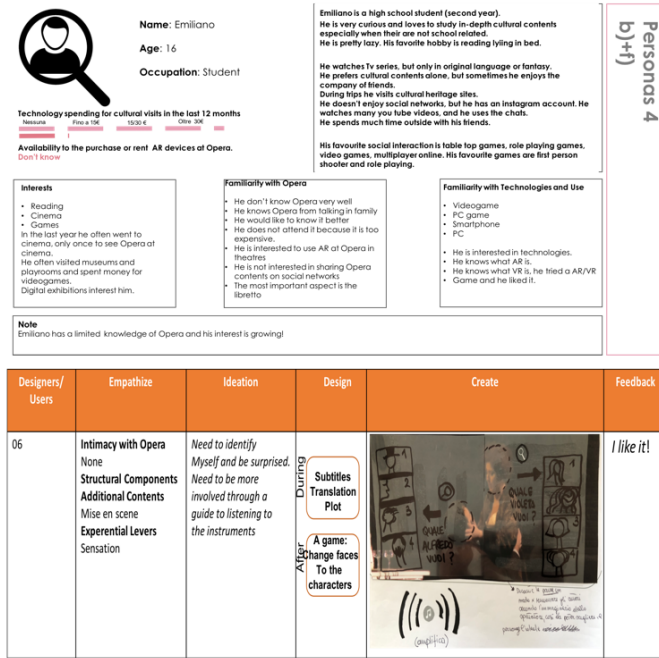 Name: Emiliano
Age: 16
Occupation: Student
Technology spending for cultural visits in the last 12 months
Nessuna Fino a 15€ 15/30 € Oltre 30€
Availability to the purchase or rent AR devices at Opera.
Don't know
Emiliano is a high school student (second year).
He is very curious and loves to study in-depth cultural contents
especially when their are not school related.
He is pretty lazy. His favorite hobby is reading lyiing in bed.
He watches Tv series, but only in original language or fantasy.
He prefers cultural contents alone, but sometimes he enjoys the
company of friends.
During trips he visits cultural heritage sites.
He doesn't enjoy social networks, but he has an instagram account. He
watches many you tube videos, and he uses the chats.
He spends much time outside with his friends.
His favourite social interaction is table top games, role playing games,
video games, multiplayer online. His favourite games are first person
shooter and role playing.
Personas 4
b)+f)
Interests
• Reading
• Cinema
• Games
In the last year he often went to
cinema, only once to see Opera at
cinema.
He often visited museums and
playrooms and spent money for
videogames.
Digital exhibitions interest him.
Familiarity with Opera
• He don't know Opera very well
• He knows Opera from talking in family
• He would like to know it better
• He does not attend it because it is too
expensive.
• He is interested to use AR at Opera in
theatres
• He is not interested in sharing Opera
contents on social networks
• The most important aspect is the
libretto
Familiarity with Technologies and Use
• Videogame
• PC game
• Smartphone
• PC
• He is interested in technologies.
• He knows what AR is.
• He knows what VR is, he tried a AR/VR
• Game and he liked it.
Note
Emiliano has a limited knowledge of Opera and his interest is growing!
Designers/
Users
Empathize
Ideation
Design
Create
Feedback
06
Intimacy with Opera
None
Structural Components
Additional Contents
Mise en scene
Experential Levers
Sensation
Need to identify
Myself and be surprised.
Need to be more
involved through a
guide to listening to
the instruments
During
Subtitles
Translation
Plot
After
A game:
Change faces
To the
characters
1
2
3
4
QUALE
ALFREDO
VUOI?
QUALE
VIOLETA
VUOI?
1
(amplifica)
I like it!